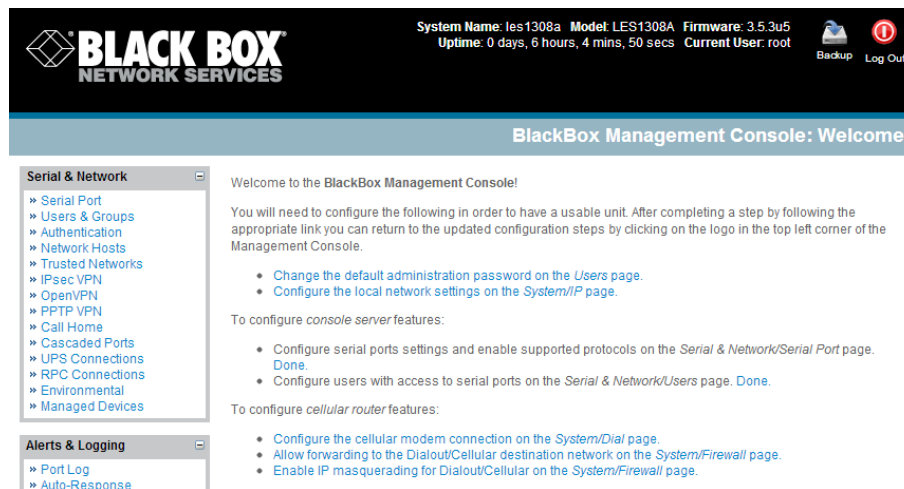 BLACK BOX®
NETWORK SERVICES
System Name: les1308a Model: LES1308A Firmware: 3.5.3u5
Uptime: 0 days, 6 hours, 4 mins, 50 secs Current User: root
Backup
Log Out
BlackBox Management Console: Welcome
Serial & Network
» Serial Port
» Users & Groups
» Authentication
» Network Hosts
» Trusted Networks
» IPsec VPN
» OpenVPN
» PPTP VPN
» Call Home
» Cascaded Ports
» UPS Connections
» RPC Connections
» Environmental
» Managed Devices
Alerts & Logging
» Port Log
» Auto-Response
Welcome to the BlackBox Management Console!
You will need to configure the following in order to have a usable unit. After completing a step by following the
appropriate link you can return to the updated configuration steps by clicking on the logo in the top left corner of the
Management Console.
• Change the default administration password on the Users page.
• Configure the local network settings on the System/IP page.
To configure console server features:
• Configure serial ports settings and enable supported protocols on the Serial & Network/Serial Port page.
Done.
• Configure users with access to serial ports on the Serial & Network/Users page. Done.
To configure cellular router features:
• Configure the cellular modem connection on the System/Dial page.
• Allow forwarding to the Dialout/Cellular destination network on the System/Firewall page.
• Enable IP masquerading for Dialout/Cellular on the System/Firewall page.